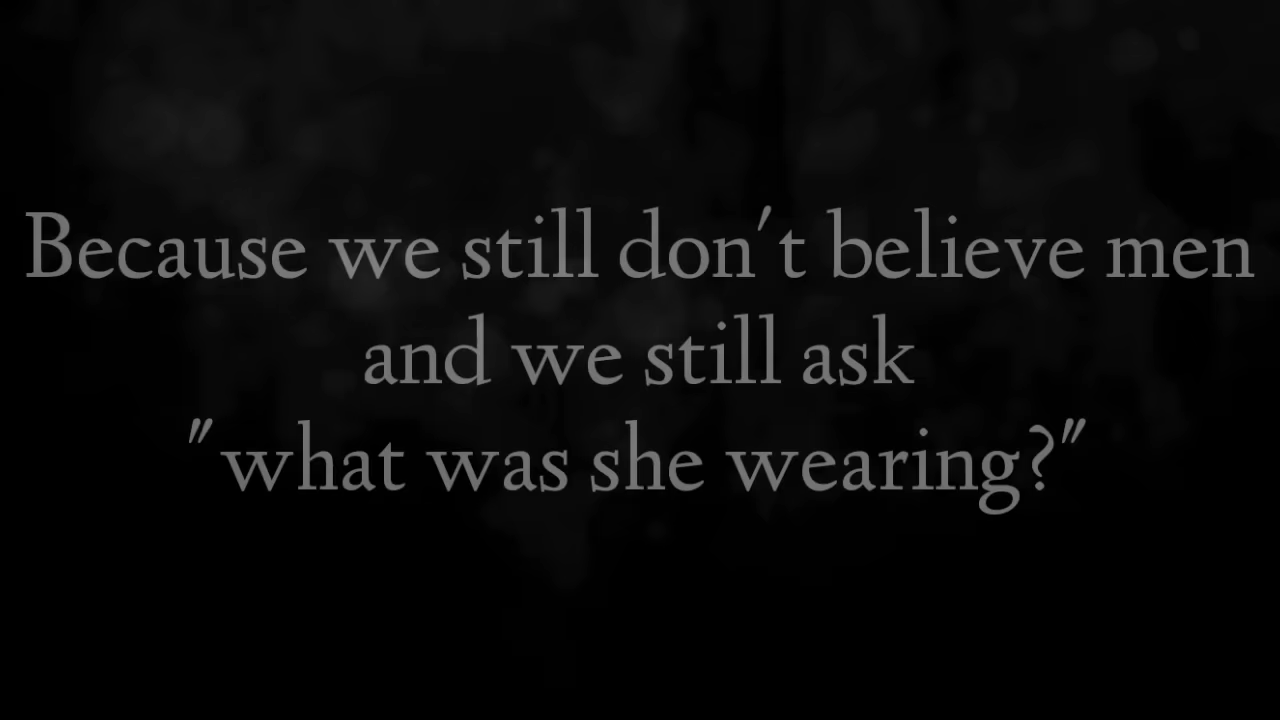 Because we still don't believe men
and we still ask
"what was she wearing?"